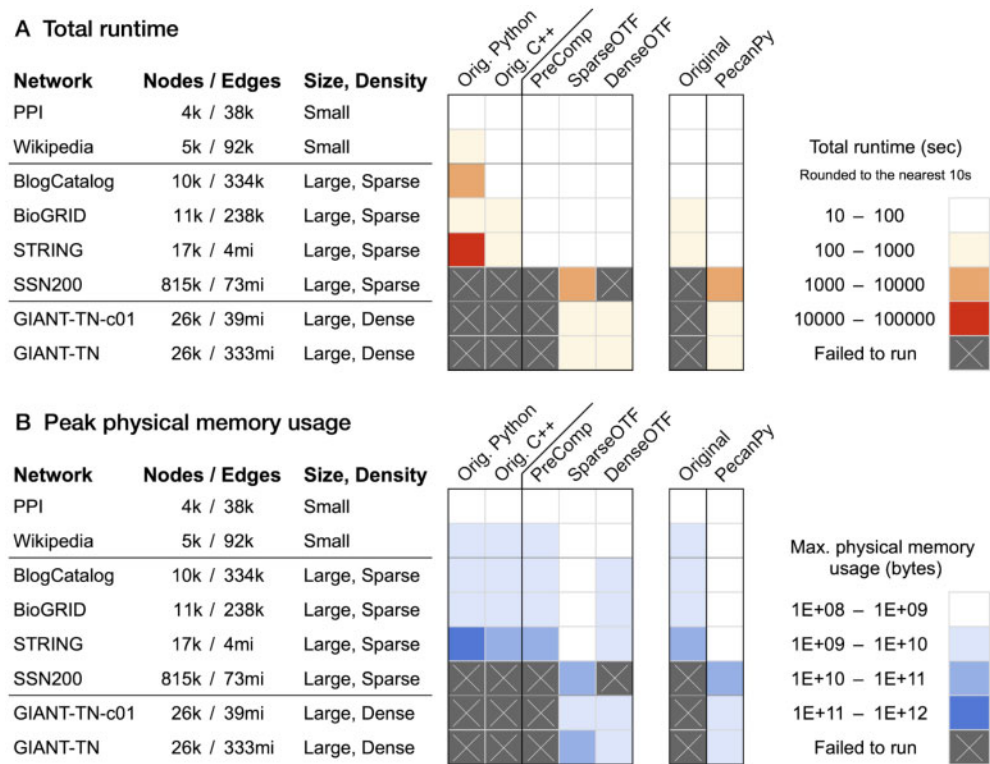 A Total runtime
Orig. Python
Orig. C++
PreComp
SparseOTF
DenseOTF
Original
PecanPy
Network Nodes / Edges Size, Density
PPI 4k / 38k Small
Wikipedia 5k / 92k Small
BlogCatalog 10k / 334k Large, Sparse
BioGRID 11k / 238k Large, Sparse
STRING 17k / 4mi Large, Sparse
SSN200 815k / 73mi Large, Sparse
GIANT-TN-c01 26k / 39mi Large, Dense
GIANT-TN 26k / 333mi Large, Dense
Total runtime (sec)
Rounded to the nearest 10s
10 – 100
100 – 1000
1000 – 10000
10000 – 100000
Failed to run
B Peak physical memory usage
Orig. Python
Orig. C++
PreComp
SparseOTF
DenseOTF
Original
PecanPy
Network Nodes / Edges Size, Density
PPI 4k / 38k Small
Wikipedia 5k / 92k Small
BlogCatalog 10k / 334k Large, Sparse
BioGRID 11k / 238k Large, Sparse
STRING 17k / 4mi Large, Sparse
SSN200 815k / 73mi Large, Sparse
GIANT-TN-c01 26k / 39mi Large, Dense
GIANT-TN 26k / 333mi Large, Dense
Max. physical memory
usage (bytes)
1E+08 – 1E+09
1E+09 – 1E+10
1E+10 – 1E+11
1E+11 – 1E+12
Failed to run